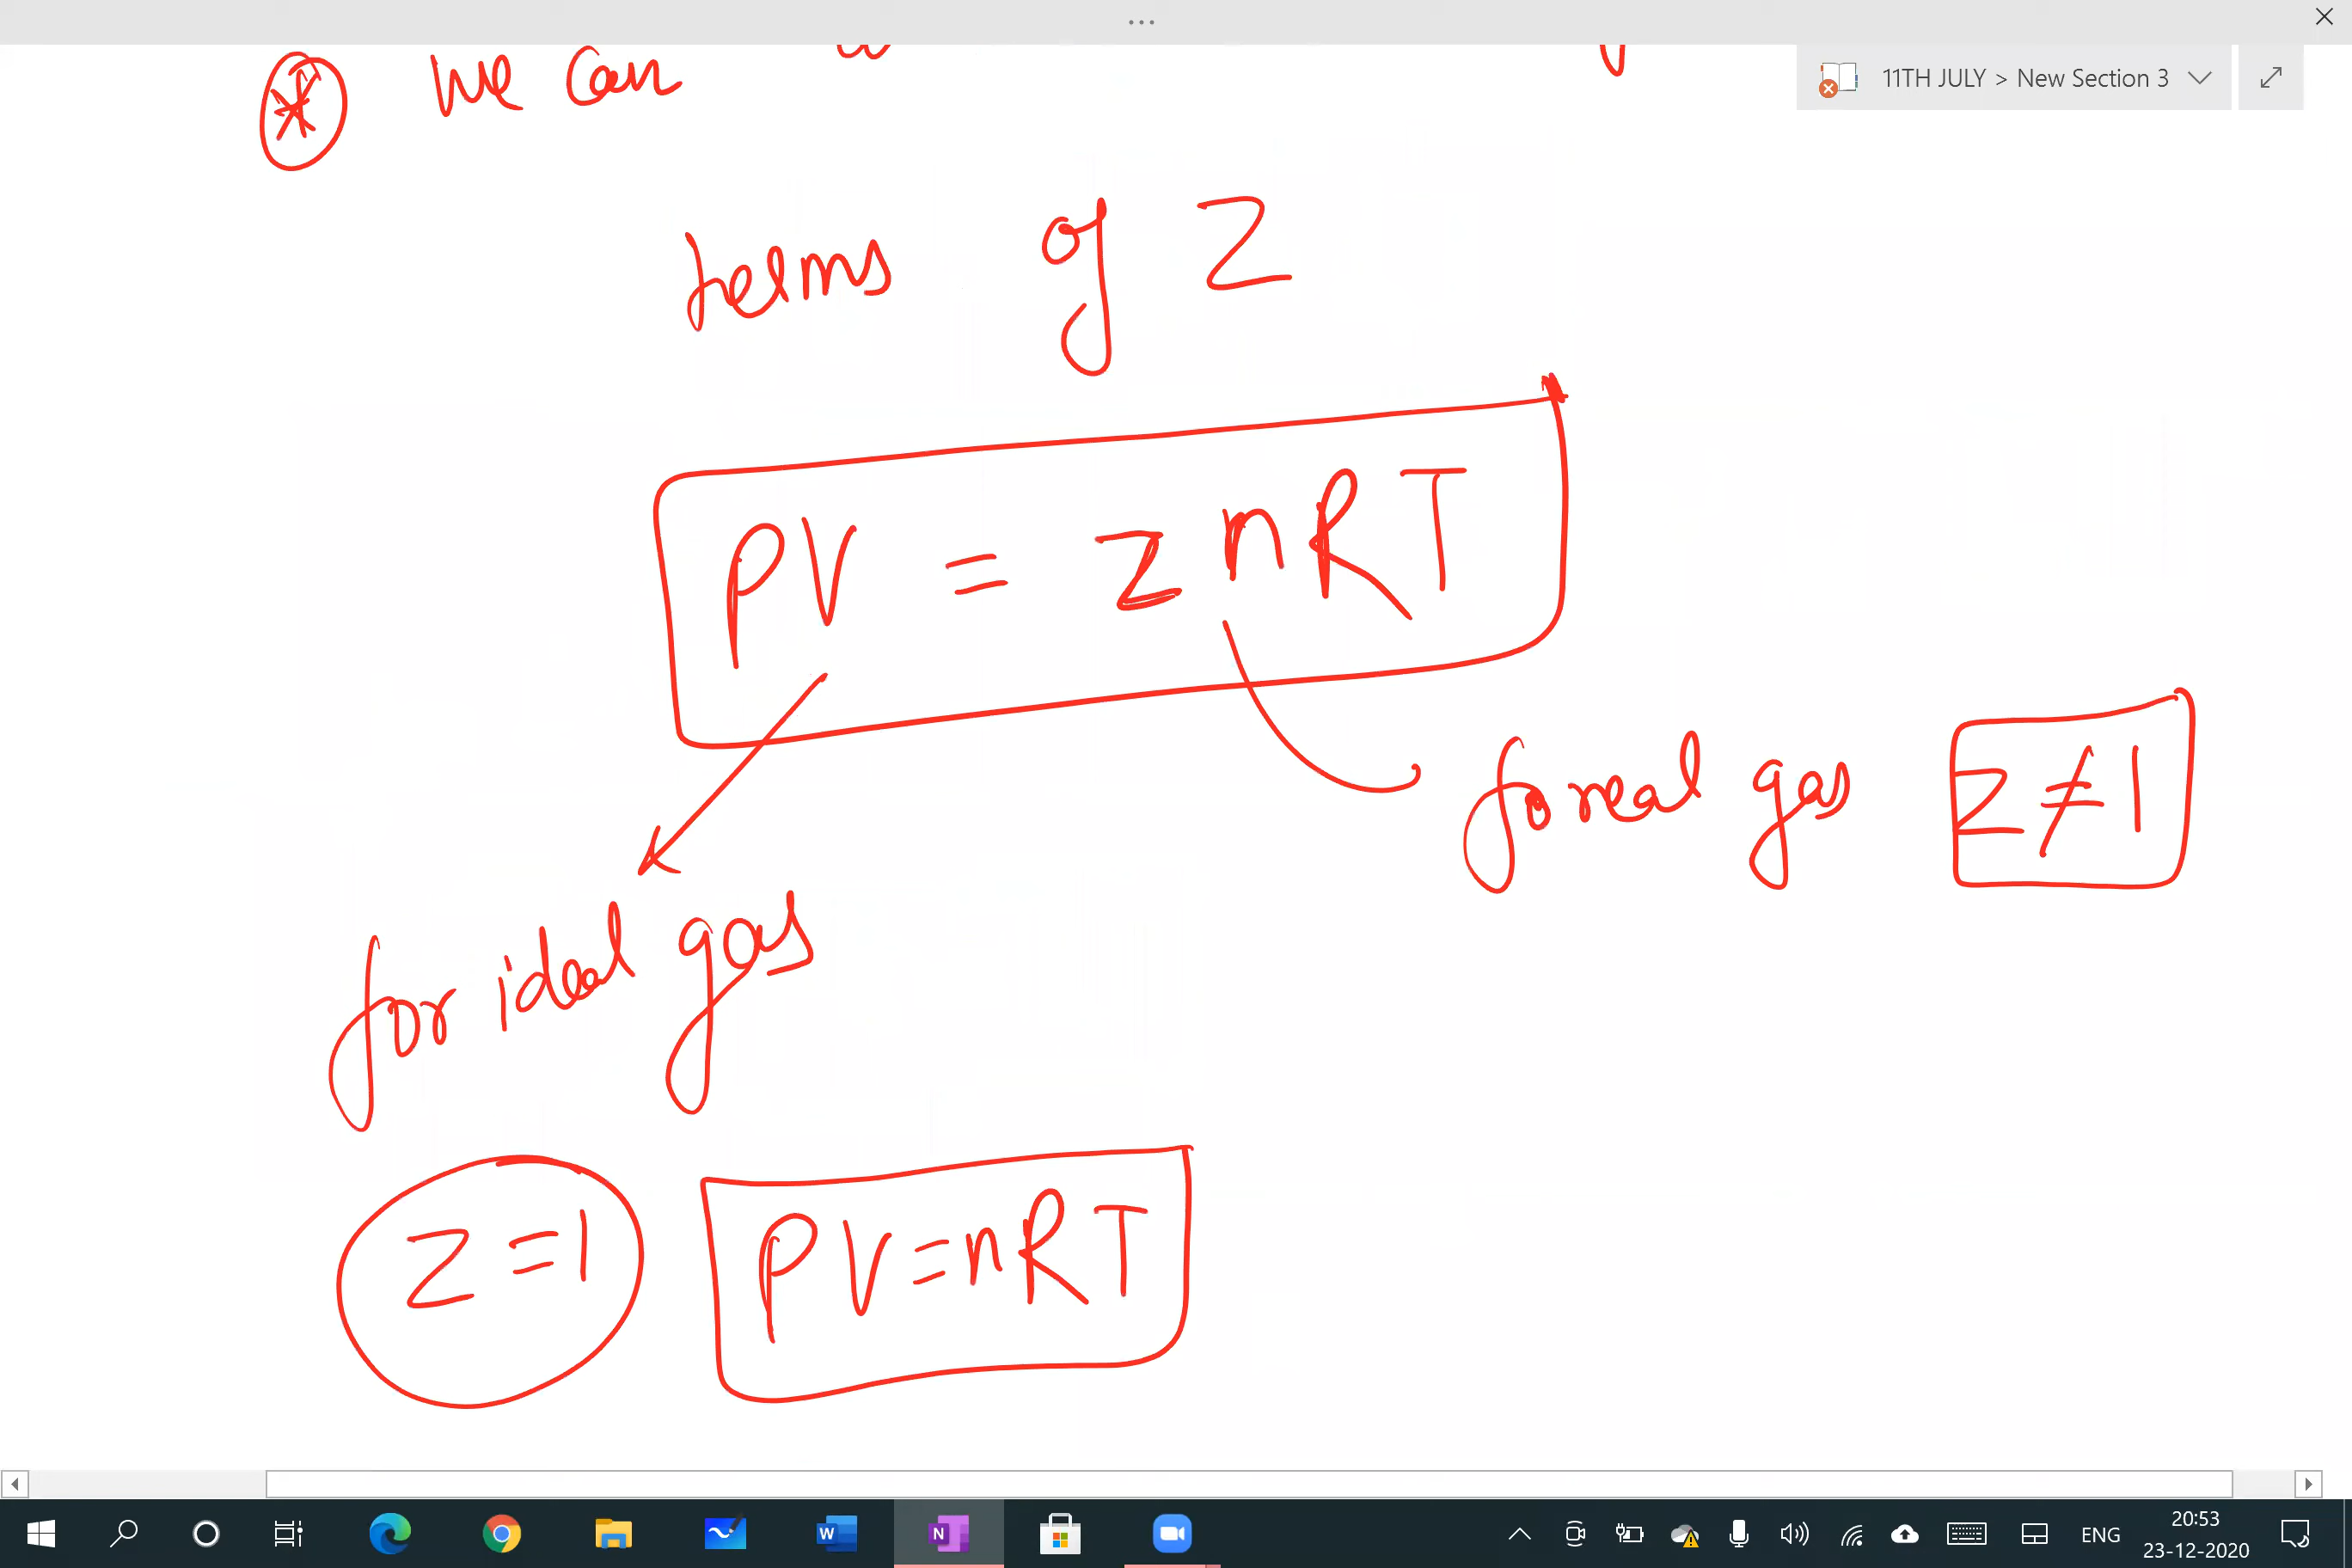 11TH JULY > New Section 3
we can
terms of Z
PV = ZnRT
for real gas Z ≠ 1
for ideal gas
Z = 1 PV = nRT
ENG
20:53
23-12-2020